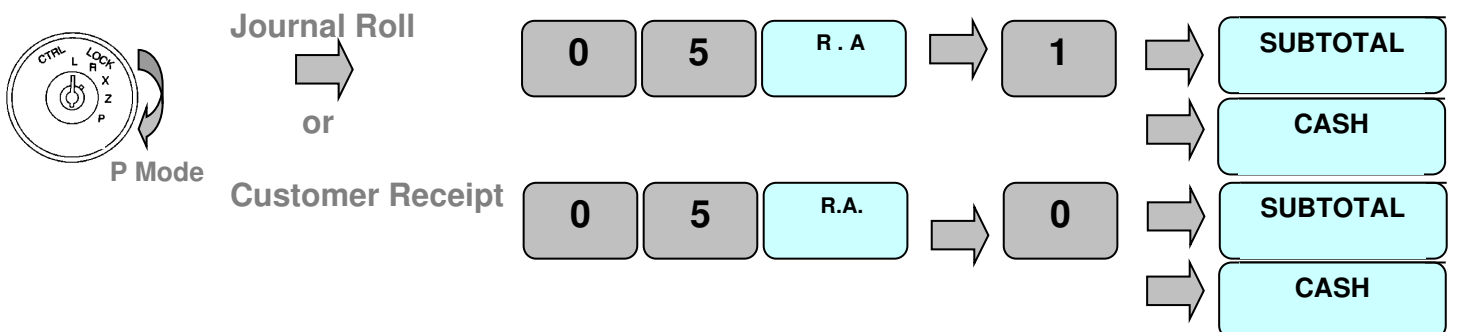 Journal Roll
0 5 R . A 1 SUBTOTAL
CTRL L LOCK R X Z P
or
CASH
P Mode
Customer Receipt
0 5 R.A. 0 SUBTOTAL
CASH